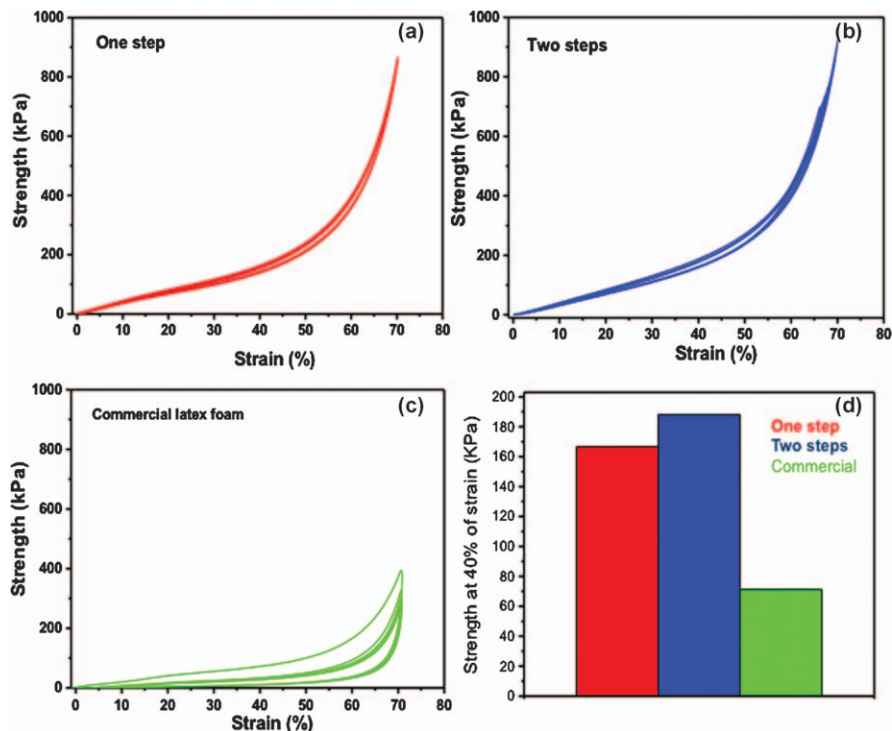 One step
(a)
Strength (kPa)
1000
800
600
400
200
0
0 10 20 30 40 50 60 70 80
Strain (%)
Two steps
(b)
Strength (kPa)
1000
800
600
400
200
0
0 10 20 30 40 50 60 70 80
Strain (%)
Commercial latex foam
(c)
Strength (kPa)
1000
800
600
400
200
0
0 10 20 30 40 50 60 70 80
Strain (%)
(d)
Strength at 40% of strain (KPa)
200
180
160
140
120
100
80
60
40
20
0
One step
Two steps
Commercial